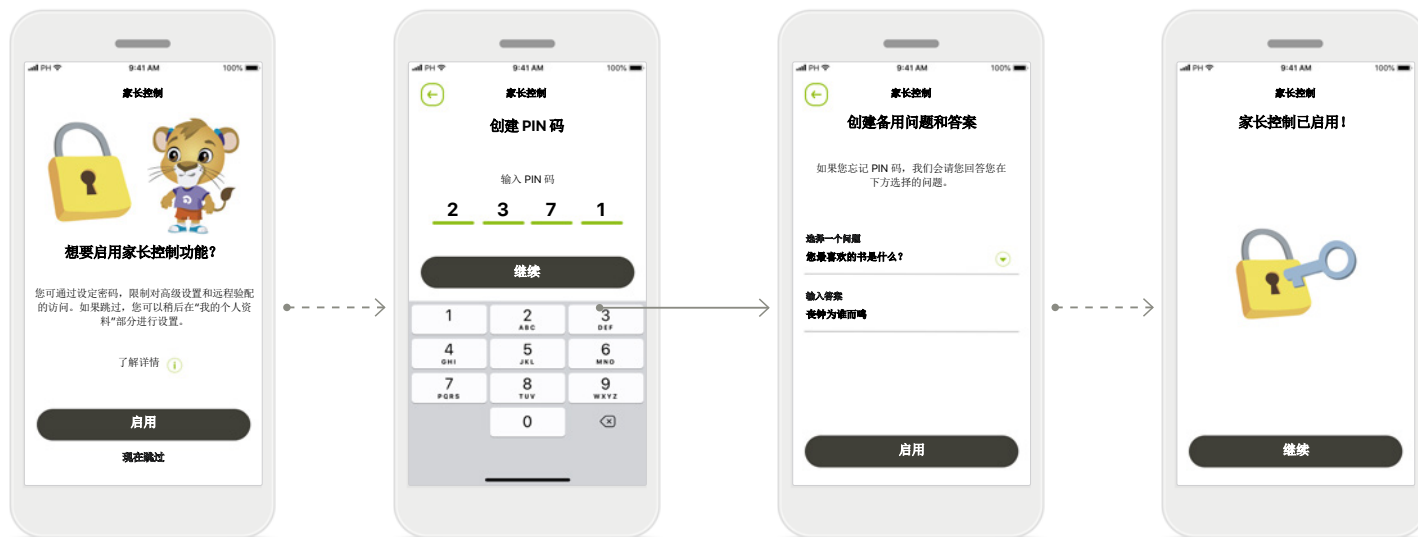 PH 9:41 AM 100%
家长控制
想要启用家长控制功能？
您可通过设定密码，限制对高级设置和远程验配
的访问。如果跳过，您可以稍后在“我的个人资
料”部分进行设置。
了解详情
启用
现在跳过
PH 9:41 AM 100%
家长控制
创建 PIN 码
输入 PIN 码
2 3 7 1
继续
1 2 3
ABC DEF
4 5 6
GHI JKL MNO
7 8 9
PQRS TUV WXYZ
0
PH 9:41 AM 100%
家长控制
创建备用问题和答案
如果您忘记 PIN 码，我们会请您回答您在
下方选择的问题。
选择一个问题
您最喜欢的书是什么？
输入答案
丧钟为谁而鸣
启用
PH 9:41 AM 100%
家长控制
家长控制已启用！
继续